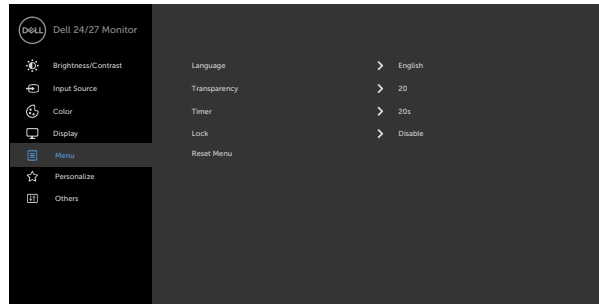 DELL Dell 24/27 Monitor
Brightness/Contrast
Input Source
Color
Display
Menu
Personalize
Others
Language > English
Transparency > 20
Timer > 20s
Lock > Disable
Reset Menu